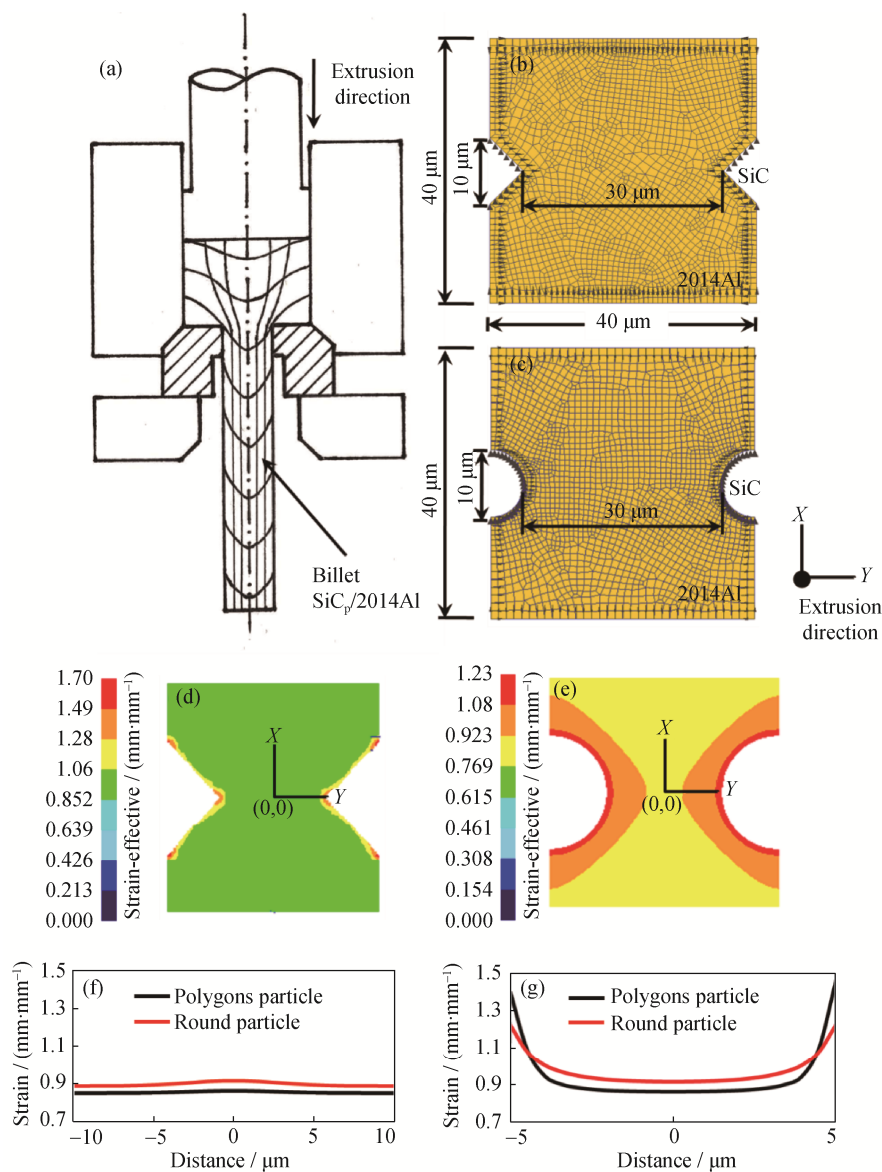 (a)
Extrusion
direction
Billet
SiCp/2014Al
(b)
40 μm
10 μm
30 μm
SiC
2014Al
40 μm
(c)
40 μm
10 μm
30 μm
SiC
2014Al
X
Y
Extrusion
direction
1.70
1.49
1.28
1.06
0.852
0.639
0.426
0.213
0.000
Strain-effective / (mm·mm⁻¹)
(d)
X
Y
(0,0)
1.23
1.08
0.923
0.769
0.615
0.461
0.308
0.154
0.000
Strain-effective / (mm·mm⁻¹)
(e)
X
Y
(0,0)
Strain / (mm·mm⁻¹)
1.5
1.3
1.1
0.9
0.7
(f)
Polygons particle
Round particle
−10 −5 0 5 10
Distance / μm
Strain / (mm·mm⁻¹)
1.5
1.3
1.1
0.9
0.7
(g)
Polygons particle
Round particle
−5 0 5
Distance / μm